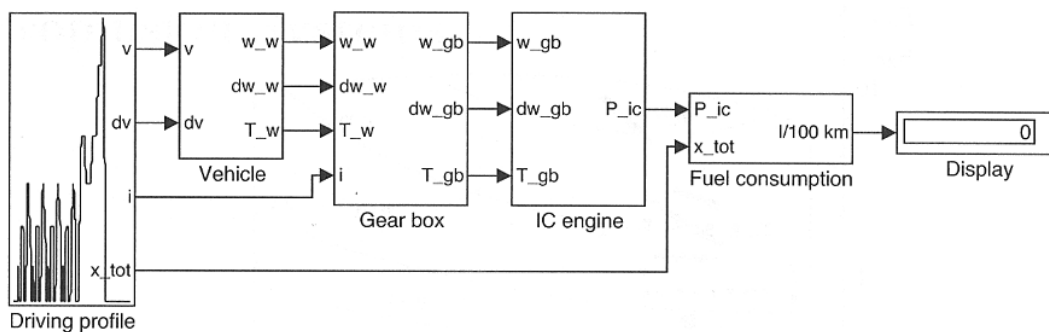 v
dv
i
x_tot
Driving profile
v
dv
w_w
dw_w
T_w
Vehicle
w_w
dw_w
T_w
i
w_gb
dw_gb
T_gb
Gear box
w_gb
dw_gb
T_gb
P_ic
IC engine
P_ic
x_tot
l/100 km
Fuel consumption
0
Display